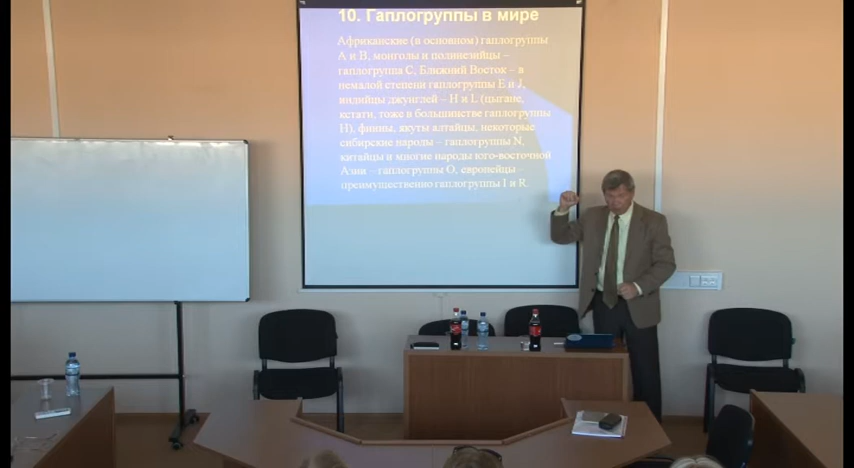 10. Гаплогруппы в мире
Африканские (в основном) гаплогруппы
А и В, монголы и полинезийцы –
гаплогруппа С, Ближний Восток – в
немалой степени гаплогруппы Е и J,
индийцы джунглей – Н и L (цыгане,
кстати, тоже в большинстве гаплогруппы
Н), финны, якуты алтайцы, некоторые
сибирские народы – гаплогруппы N,
китайцы и многие народы юго-восточной
Азии – гаплогруппы О, европейцы –
преимущественно гаплогруппы I и R.